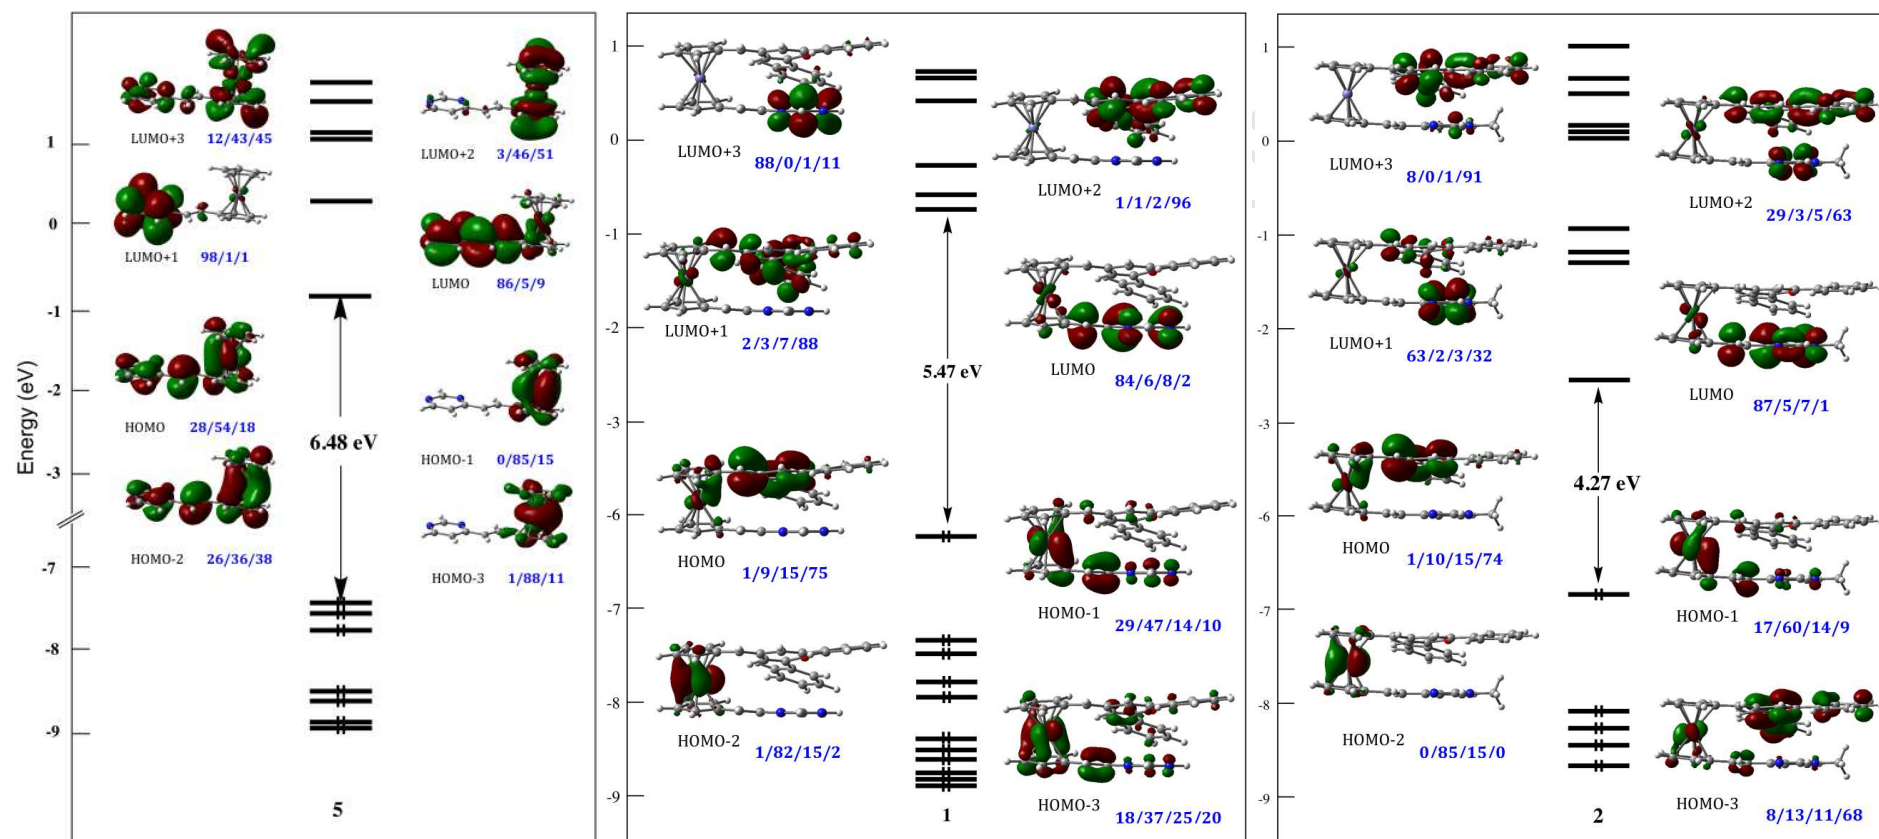 Energy (eV)
1
0
-1
-2
-3
-7
-8
-9
LUMO+3 12/43/45
LUMO+2 3/46/51
LUMO+1 98/1/1
LUMO 86/5/9
HOMO 28/54/18
6.48 eV
HOMO-1 0/85/15
HOMO-2 26/36/38
HOMO-3 1/88/11
5
1
0
-1
-2
-3
-6
-7
-8
-9
LUMO+3 88/0/1/11
LUMO+2 1/1/2/96
LUMO+1 2/3/7/88
LUMO 84/6/8/2
5.47 eV
HOMO 1/9/15/75
HOMO-1 29/47/14/10
HOMO-2 1/82/15/2
HOMO-3 18/37/25/20
1
1
0
-1
-2
-3
-6
-7
-8
-9
LUMO+3 8/0/1/91
LUMO+2 29/3/5/63
LUMO+1 63/2/3/32
LUMO 87/5/7/1
4.27 eV
HOMO 1/10/15/74
HOMO-1 17/60/14/9
HOMO-2 0/85/15/0
HOMO-3 8/13/11/68
2